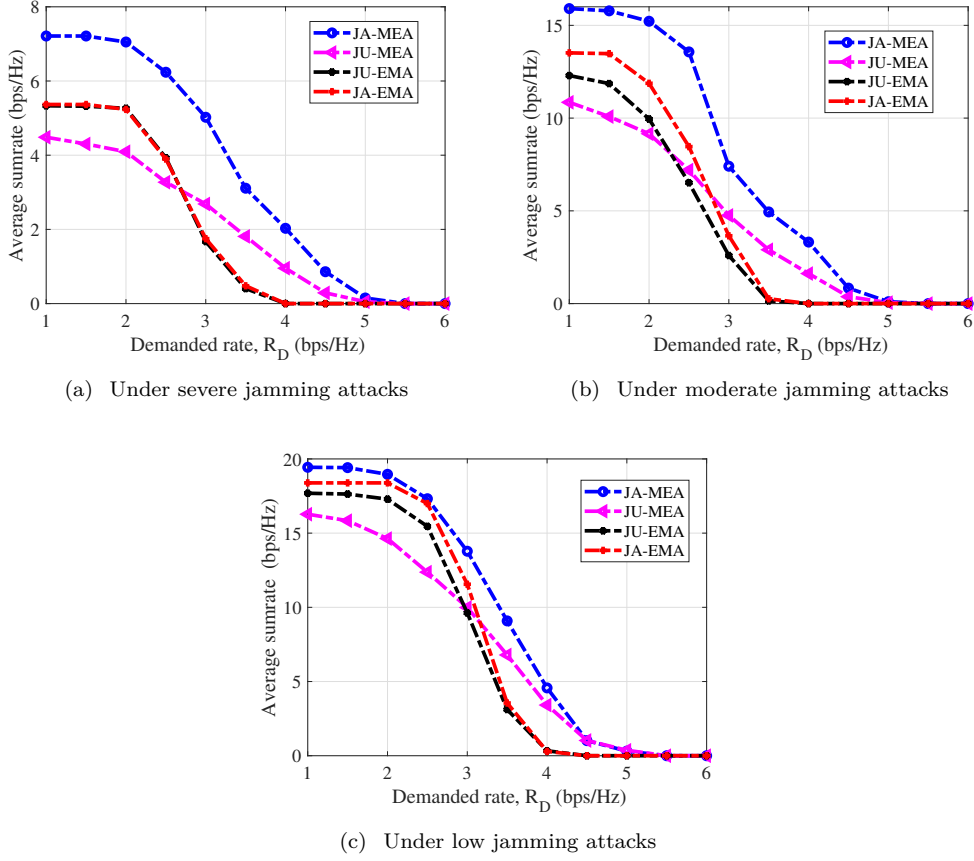 8
6
4
2
0
Average sumrate (bps/Hz)
JA-MEA
JU-MEA
JU-EMA
JA-EMA
1 2 3 4 5 6
Demanded rate, R_D (bps/Hz)
(a) Under severe jamming attacks
15
10
5
0
Average sumrate (bps/Hz)
JA-MEA
JU-MEA
JU-EMA
JA-EMA
1 2 3 4 5 6
Demanded rate, R_D (bps/Hz)
(b) Under moderate jamming attacks
20
15
10
5
0
Average sumrate (bps/Hz)
JA-MEA
JU-MEA
JU-EMA
JA-EMA
1 2 3 4 5 6
Demanded rate, R_D (bps/Hz)
(c) Under low jamming attacks